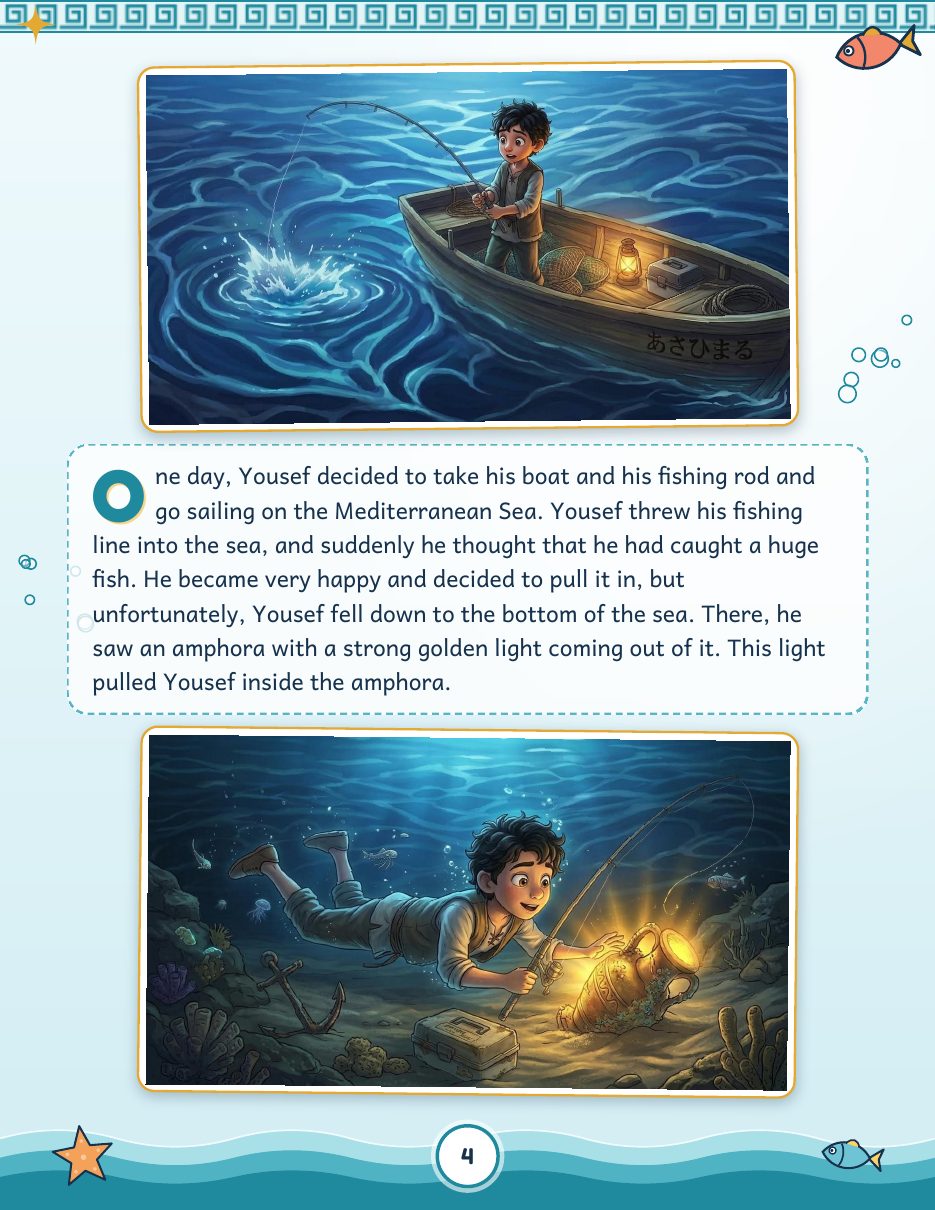 あさひまる
One day, Yousef decided to take his boat and his fishing rod and
go sailing on the Mediterranean Sea. Yousef threw his fishing
line into the sea, and suddenly he thought that he had caught a huge
fish. He became very happy and decided to pull it in, but
unfortunately, Yousef fell down to the bottom of the sea. There, he
saw an amphora with a strong golden light coming out of it. This light
pulled Yousef inside the amphora.
4